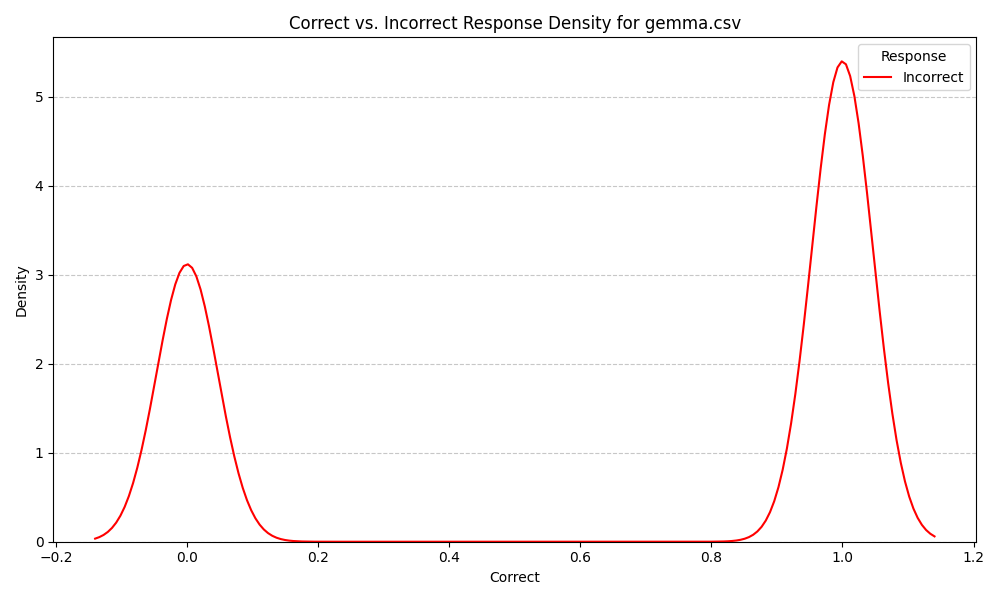 Correct vs. Incorrect Response Density for gemma.csv
Response
Incorrect
5
4
3
2
1
0
Density
−0.2
0.0
0.2
0.4
0.6
0.8
1.0
1.2
Correct